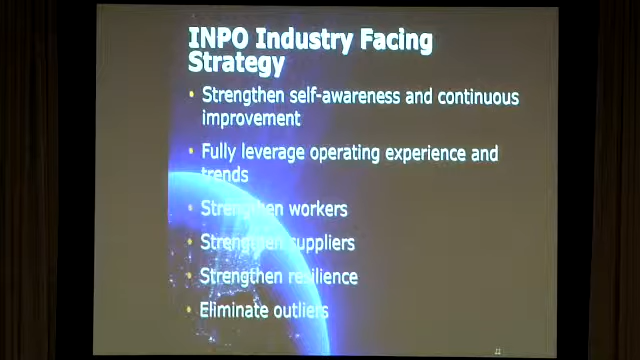 INPO Industry Facing
Strategy
• Strengthen self-awareness and continuous
improvement
• Fully leverage operating experience and
trends
• Strengthen workers
• Strengthen suppliers
• Strengthen resilience
• Eliminate outliers